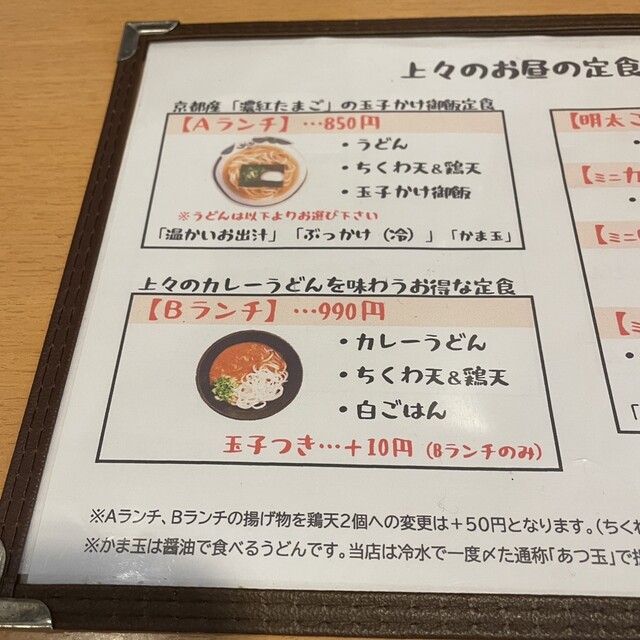 上々のお昼の定食
京都産「濃紅たまご」の玉子かけ御飯定食
【Aランチ】…850円
・うどん
・ちくわ天&鶏天
・玉子かけ御飯
※うどんは以下よりお選び下さい
「温かいお出汁」「ぶっかけ（冷）」「かま玉」
上々のカレーうどんを味わうお得な定食
【Bランチ】…990円
・カレーうどん
・ちくわ天&鶏天
・白ごはん
玉子つき…+10円（Bランチのみ）
※Aランチ、Bランチの揚げ物を鶏天2個への変更は+50円となります。（ちくわ
※かま玉は醤油で食べるうどんです。当店は冷水で一度〆た通称「あつ玉」で提
【明太こ
【ミニカ
【ミニ
【ミ